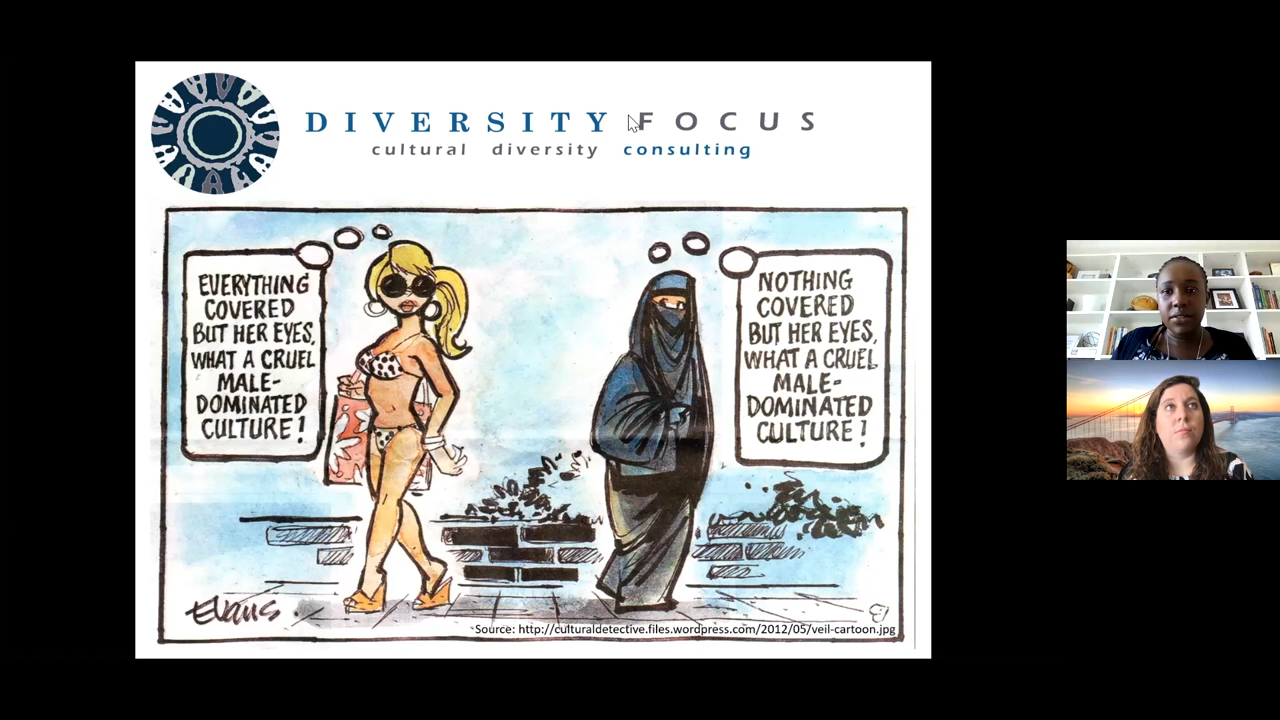 DIVERSITY FOCUS
cultural diversity consulting
EVERYTHING
COVERED
BUT HER EYES,
WHAT A CRUEL
MALE-
DOMINATED
CULTURE!
NOTHING
COVERED
BUT HER EYES,
WHAT A CRUEL
MALE-
DOMINATED
CULTURE!
EVANS
Source: http://culturaldetective.files.wordpress.com/2012/05/veil-cartoon.jpg